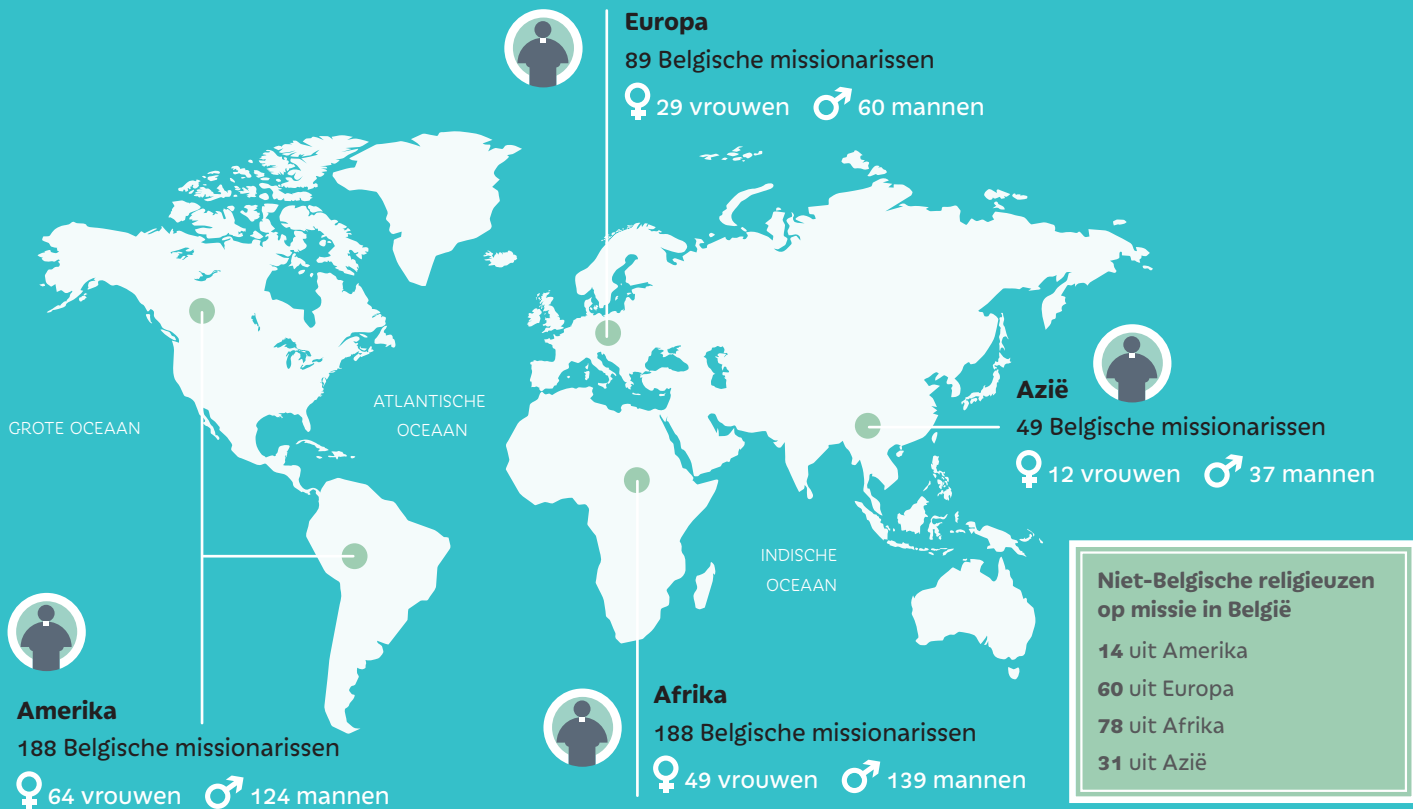 Europa
89 Belgische missionarissen
29 vrouwen 60 mannen
GROTE OCEAAN
ATLANTISCHE
OCEAAN
Azië
49 Belgische missionarissen
12 vrouwen 37 mannen
INDISCHE
OCEAAN
Amerika
188 Belgische missionarissen
64 vrouwen 124 mannen
Afrika
188 Belgische missionarissen
49 vrouwen 139 mannen
Niet-Belgische religieuzen
op missie in België
14 uit Amerika
60 uit Europa
78 uit Afrika
31 uit Azië